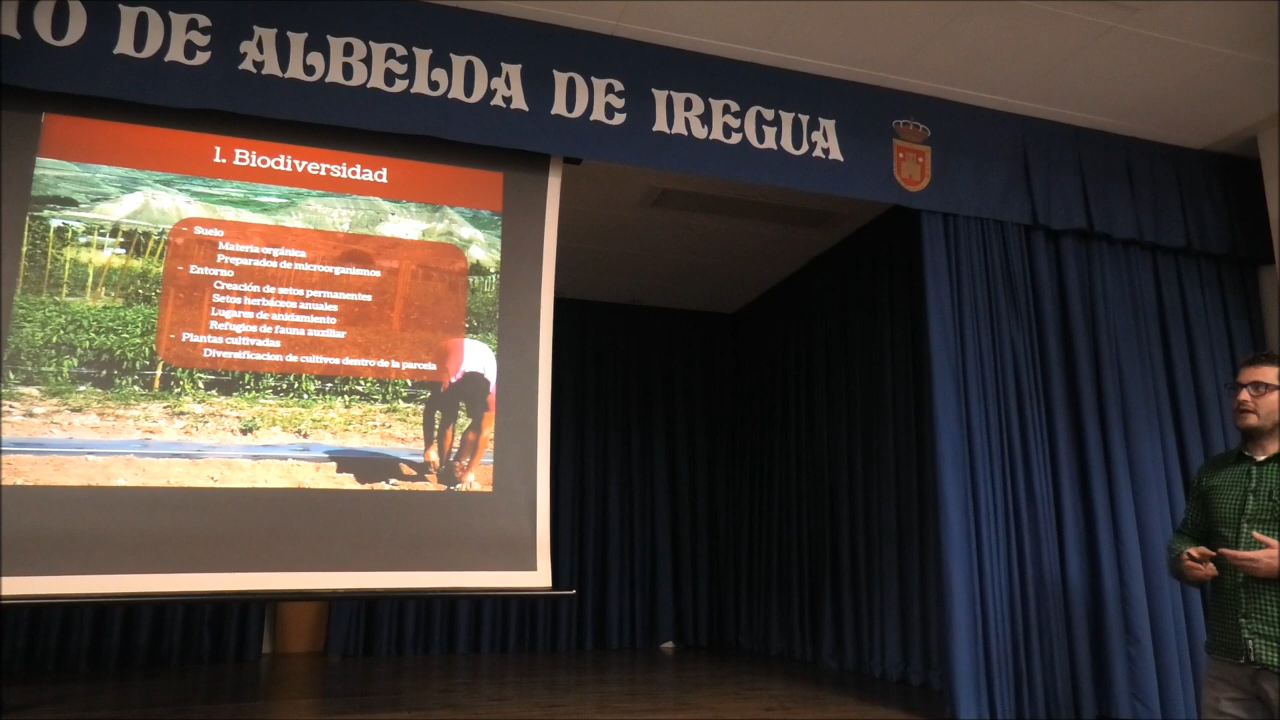 TO DE ALBELDA DE IREGUA
1. Biodiversidad
- Suelo
Materia orgánica
Preparados de microorganismos
- Entorno
Creación de setos permanentes
Setos herbáceos anuales
Lugares de anidamiento
Refugios de fauna auxiliar
- Plantas cultivadas
Diversificacion de cultivos dentro de la parcela